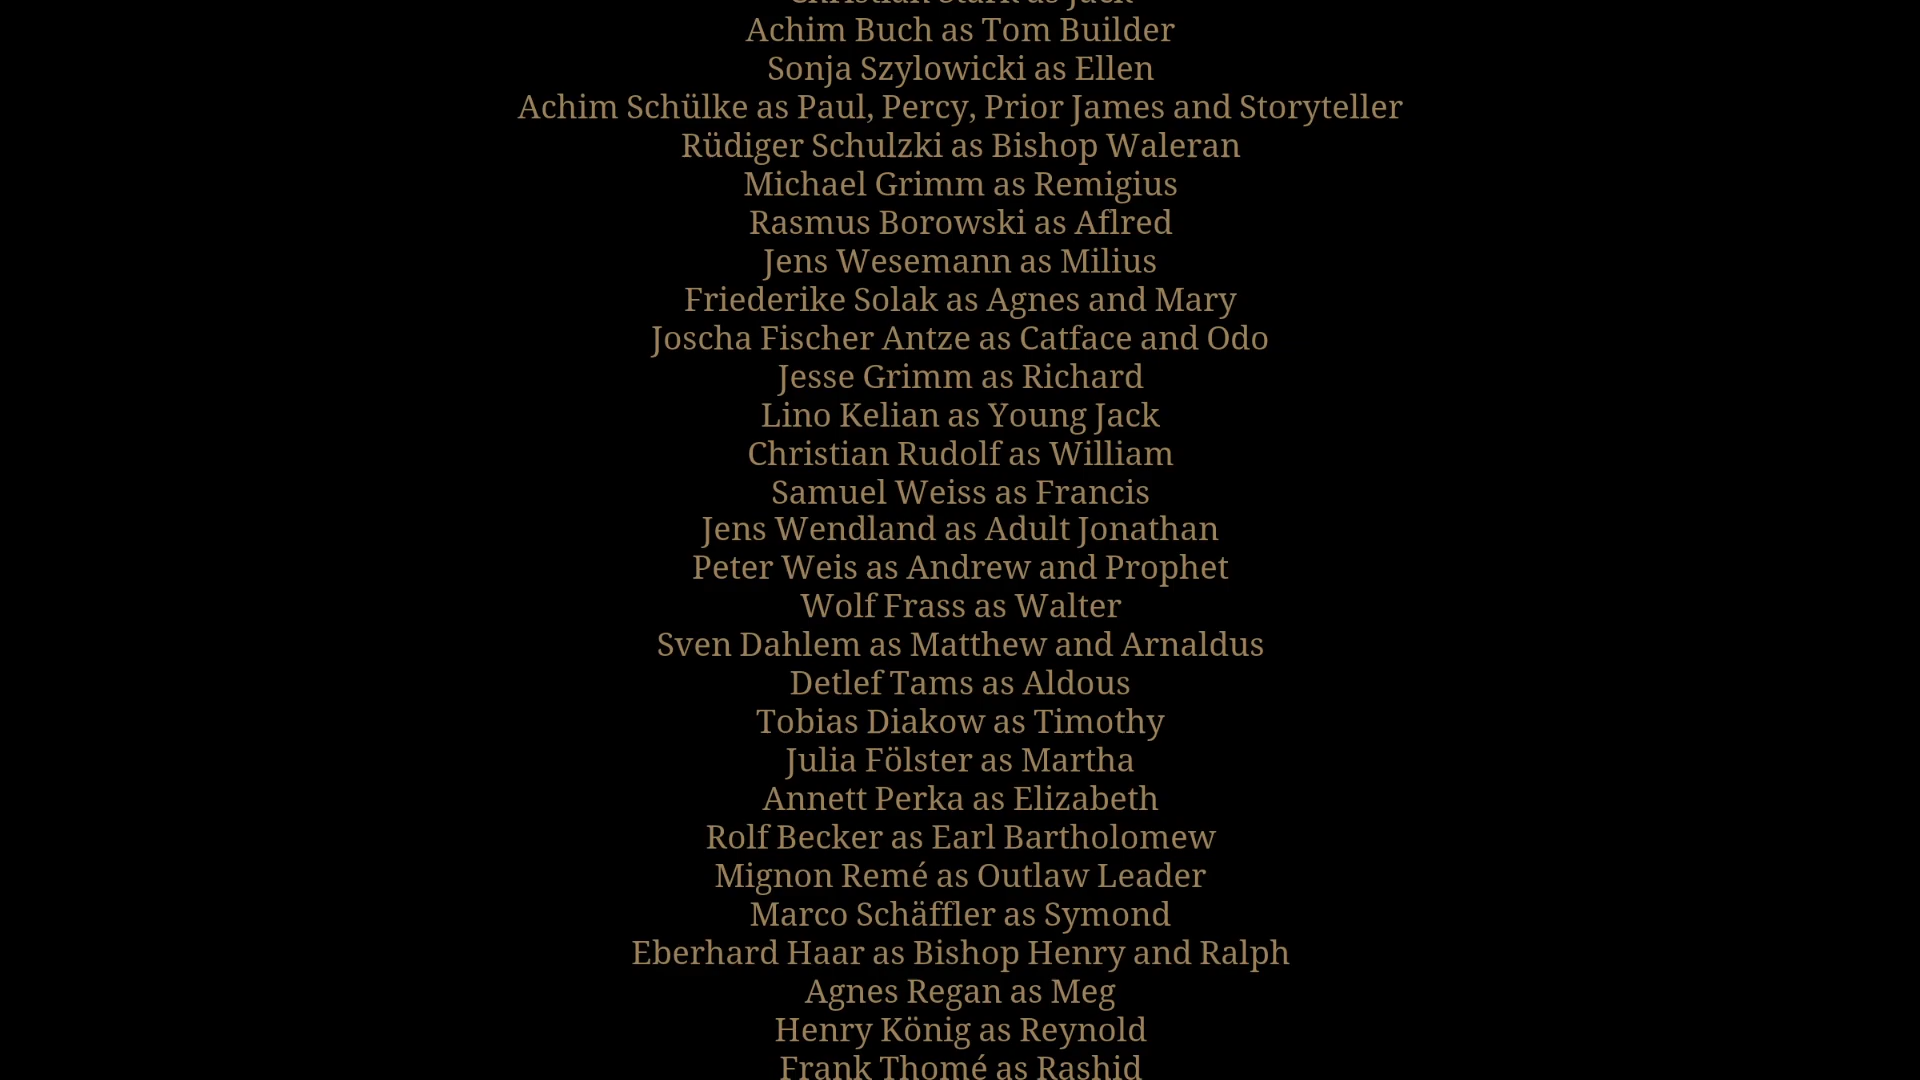 Christian Stark as Jack
Achim Buch as Tom Builder
Sonja Szylowicki as Ellen
Achim Schülke as Paul, Percy, Prior James and Storyteller
Rüdiger Schulzki as Bishop Waleran
Michael Grimm as Remigius
Rasmus Borowski as Aflred
Jens Wesemann as Milius
Friederike Solak as Agnes and Mary
Joscha Fischer Antze as Catface and Odo
Jesse Grimm as Richard
Lino Kelian as Young Jack
Christian Rudolf as William
Samuel Weiss as Francis
Jens Wendland as Adult Jonathan
Peter Weis as Andrew and Prophet
Wolf Frass as Walter
Sven Dahlem as Matthew and Arnaldus
Detlef Tams as Aldous
Tobias Diakow as Timothy
Julia Fölster as Martha
Annett Perka as Elizabeth
Rolf Becker as Earl Bartholomew
Mignon Remé as Outlaw Leader
Marco Schäffler as Symond
Eberhard Haar as Bishop Henry and Ralph
Agnes Regan as Meg
Henry König as Reynold
Frank Thomé as Rashid